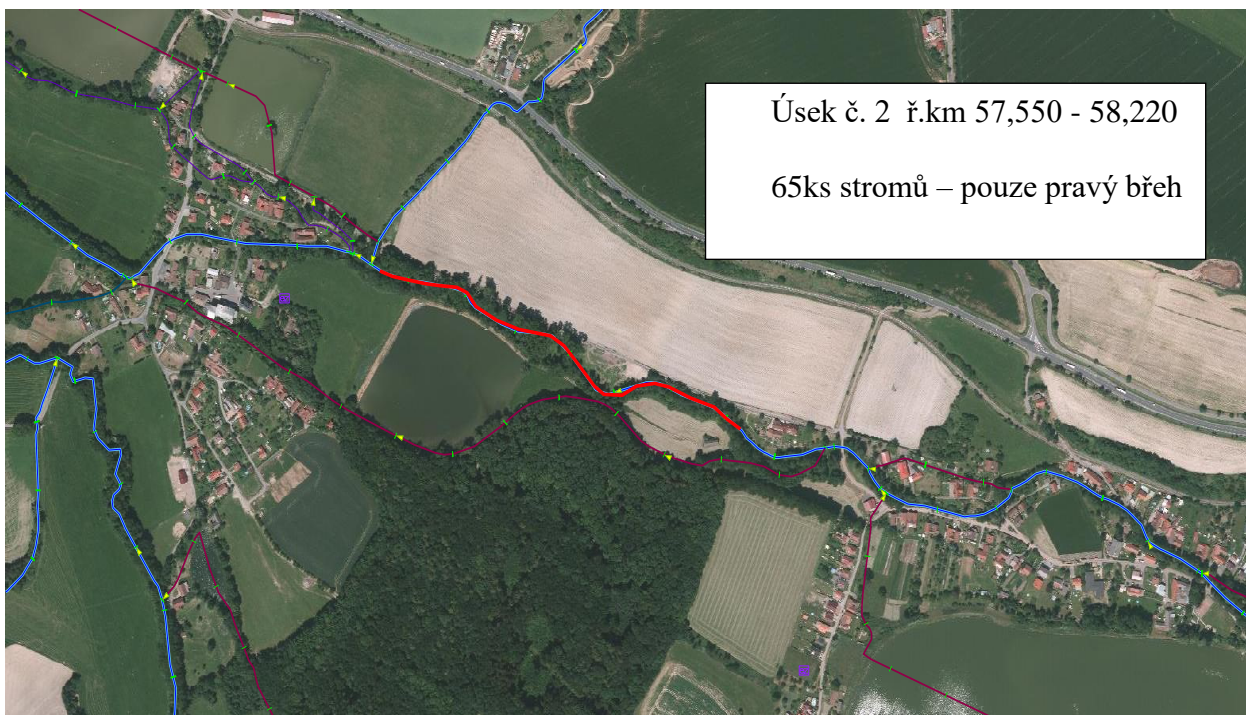 Úsek č. 2 ř.km 57,550 - 58,220
65ks stromů – pouze pravý břeh